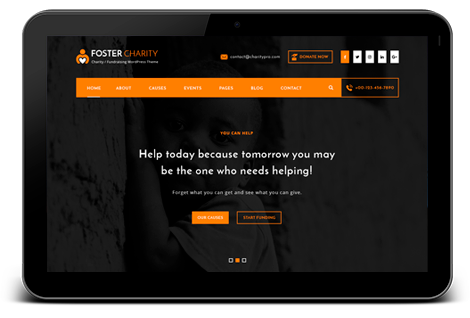 FOSTER CHARITY
Charity / Fundraising WordPress Theme
contact@charitypro.com
DONATE NOW
f
in
G+
HOME ABOUT CAUSES EVENTS PAGES BLOG CONTACT
+00-123-456-7890
YOU CAN HELP
Help today because tomorrow you may
be the one who needs helping!
Forget what you can get and see what you can give.
OUR CAUSES
START FUNDING